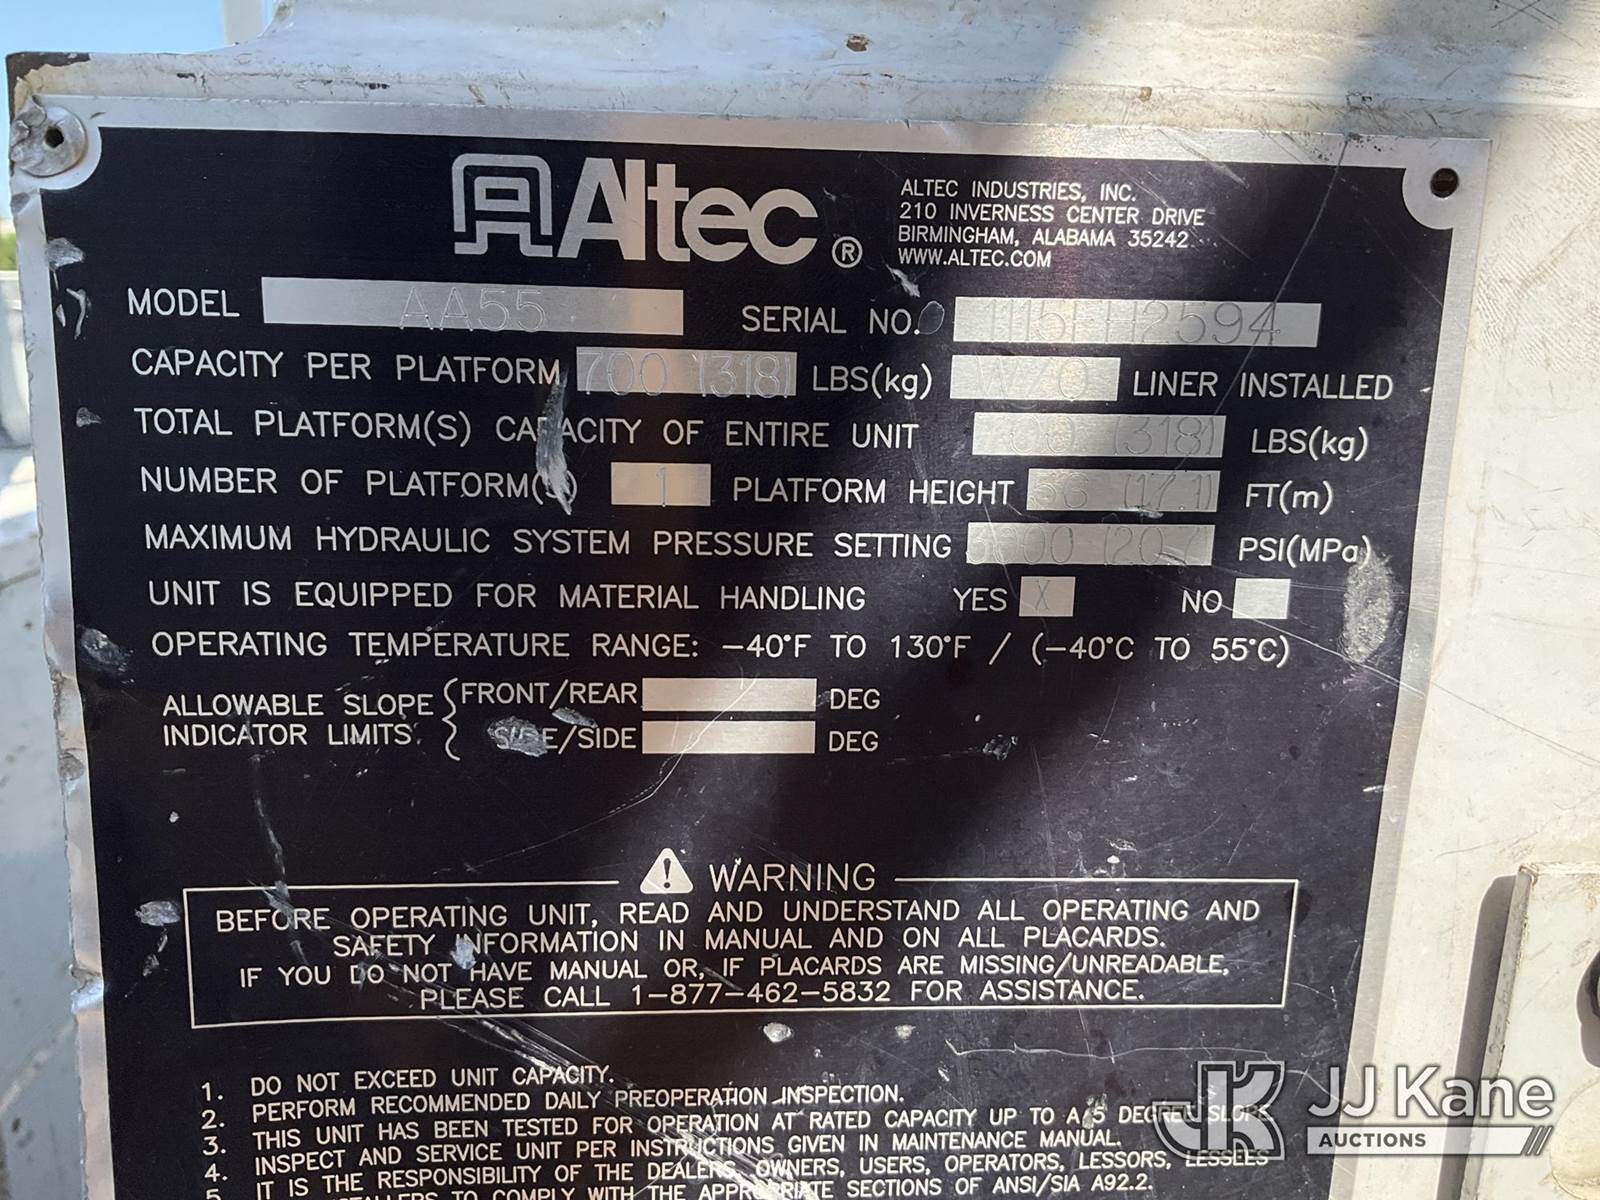 Altec ®
ALTEC INDUSTRIES, INC.
210 INVERNESS CENTER DRIVE
BIRMINGHAM, ALABAMA 35242
WWW.ALTEC.COM
MODEL AA55 SERIAL NO. 1115FH2594
CAPACITY PER PLATFORM 700 (318) LBS(kg) W/O LINER INSTALLED
TOTAL PLATFORM(S) CAPACITY OF ENTIRE UNIT 700 (318) LBS(kg)
NUMBER OF PLATFORM(S) 1 PLATFORM HEIGHT 56 (17.1) FT(m)
MAXIMUM HYDRAULIC SYSTEM PRESSURE SETTING 3000 (20.7) PSI(MPa)
UNIT IS EQUIPPED FOR MATERIAL HANDLING YES X NO
OPERATING TEMPERATURE RANGE: -40°F TO 130°F / (-40°C TO 55°C)
ALLOWABLE SLOPE INDICATOR LIMITS
FRONT/REAR DEG
SIDE/SIDE DEG
WARNING
BEFORE OPERATING UNIT, READ AND UNDERSTAND ALL OPERATING AND
SAFETY INFORMATION IN MANUAL AND ON ALL PLACARDS.
IF YOU DO NOT HAVE MANUAL OR, IF PLACARDS ARE MISSING/UNREADABLE,
PLEASE CALL 1-877-462-5832 FOR ASSISTANCE.
1. DO NOT EXCEED UNIT CAPACITY.
2. PERFORM RECOMMENDED DAILY PREOPERATION INSPECTION.
3. THIS UNIT HAS BEEN TESTED FOR OPERATION AT RATED CAPACITY UP TO A 5 DEGREE SLOPE.
4. INSPECT AND SERVICE UNIT PER INSTRUCTIONS GIVEN IN MAINTENANCE MANUAL.
5. IT IS THE RESPONSIBILITY OF THE DEALERS, OWNERS, USERS, OPERATORS, LESSORS, LESSEES
TO COMPLY WITH THE APPROPRIATE SECTIONS OF ANSI/SIA A92.2.
JK JJ Kane
AUCTIONS